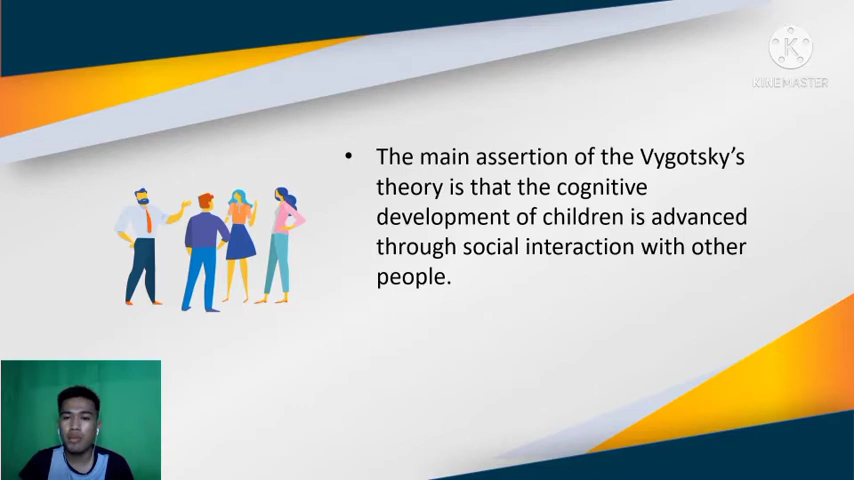 KINEMASTER
• The main assertion of the Vygotsky’s
theory is that the cognitive
development of children is advanced
through social interaction with other
people.